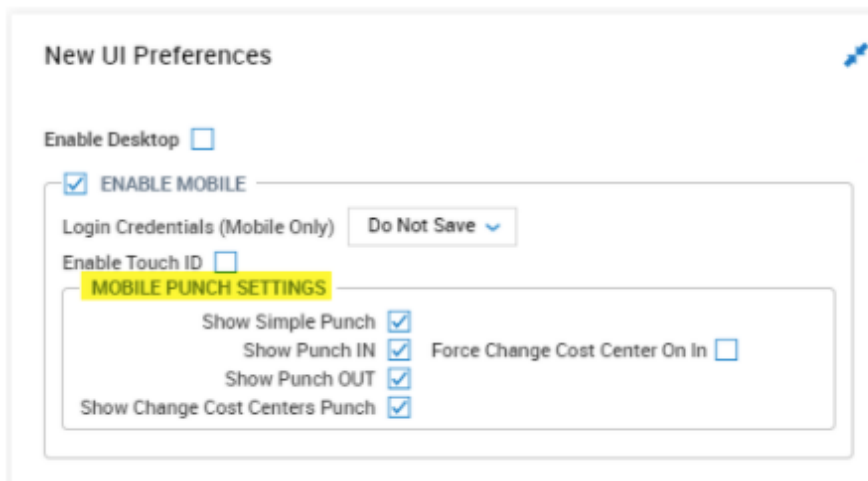 New UI Preferences
Enable Desktop
ENABLE MOBILE
Login Credentials (Mobile Only) Do Not Save
Enable Touch ID
MOBILE PUNCH SETTINGS
Show Simple Punch
Show Punch IN Force Change Cost Center On In
Show Punch OUT
Show Change Cost Centers Punch